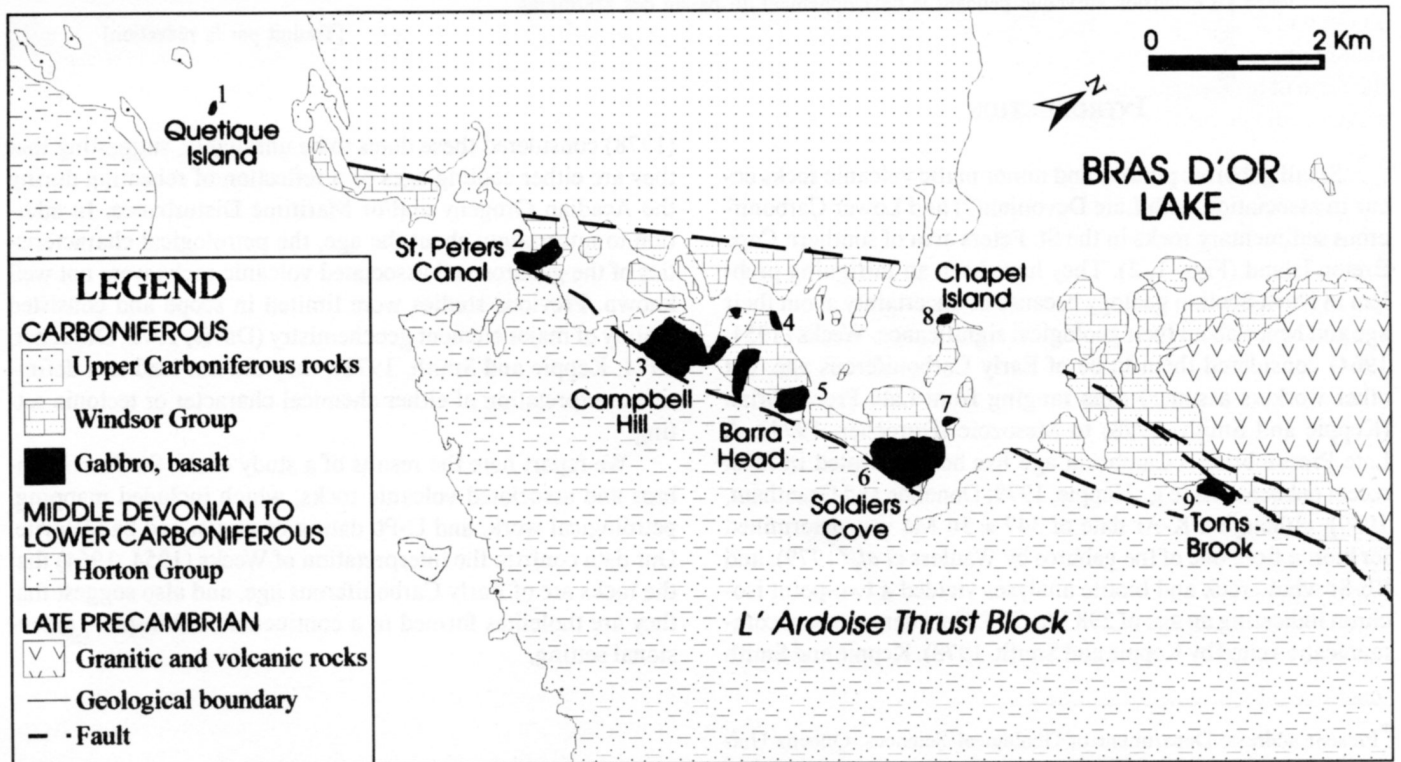 0 2 Km
N
1
Quetique
Island
BRAS D'OR
LAKE
St. Peters
Canal
2
Chapel
Island
8
4
3
Campbell
Hill
5
Barra
Head
7
6
Soldiers
Cove
9
Toms
Brook
L' Ardoise Thrust Block
LEGEND
CARBONIFEROUS
Upper Carboniferous rocks
Windsor Group
Gabbro, basalt
MIDDLE DEVONIAN TO
LOWER CARBONIFEROUS
Horton Group
LATE PRECAMBRIAN
Granitic and volcanic rocks
Geological boundary
Fault